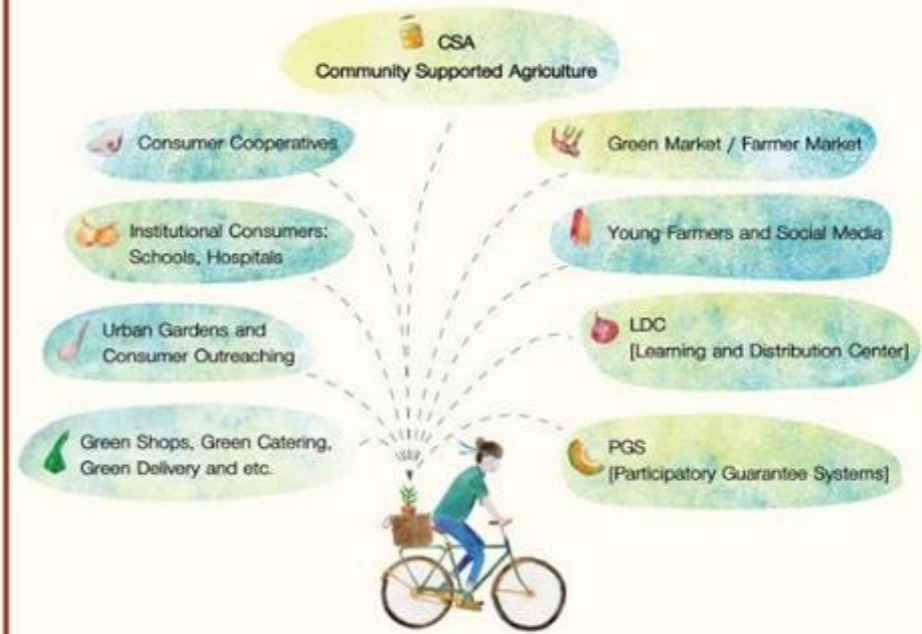 CSA
Community Supported Agriculture
Consumer Cooperatives
Green Market / Farmer Market
Institutional Consumers:
Schools, Hospitals
Young Farmers and Social Media
Urban Gardens and
Consumer Outreaching
LDC
[Learning and Distribution Center]
Green Shops, Green Catering,
Green Delivery and etc.
PGS
[Participatory Guarantee Systems]